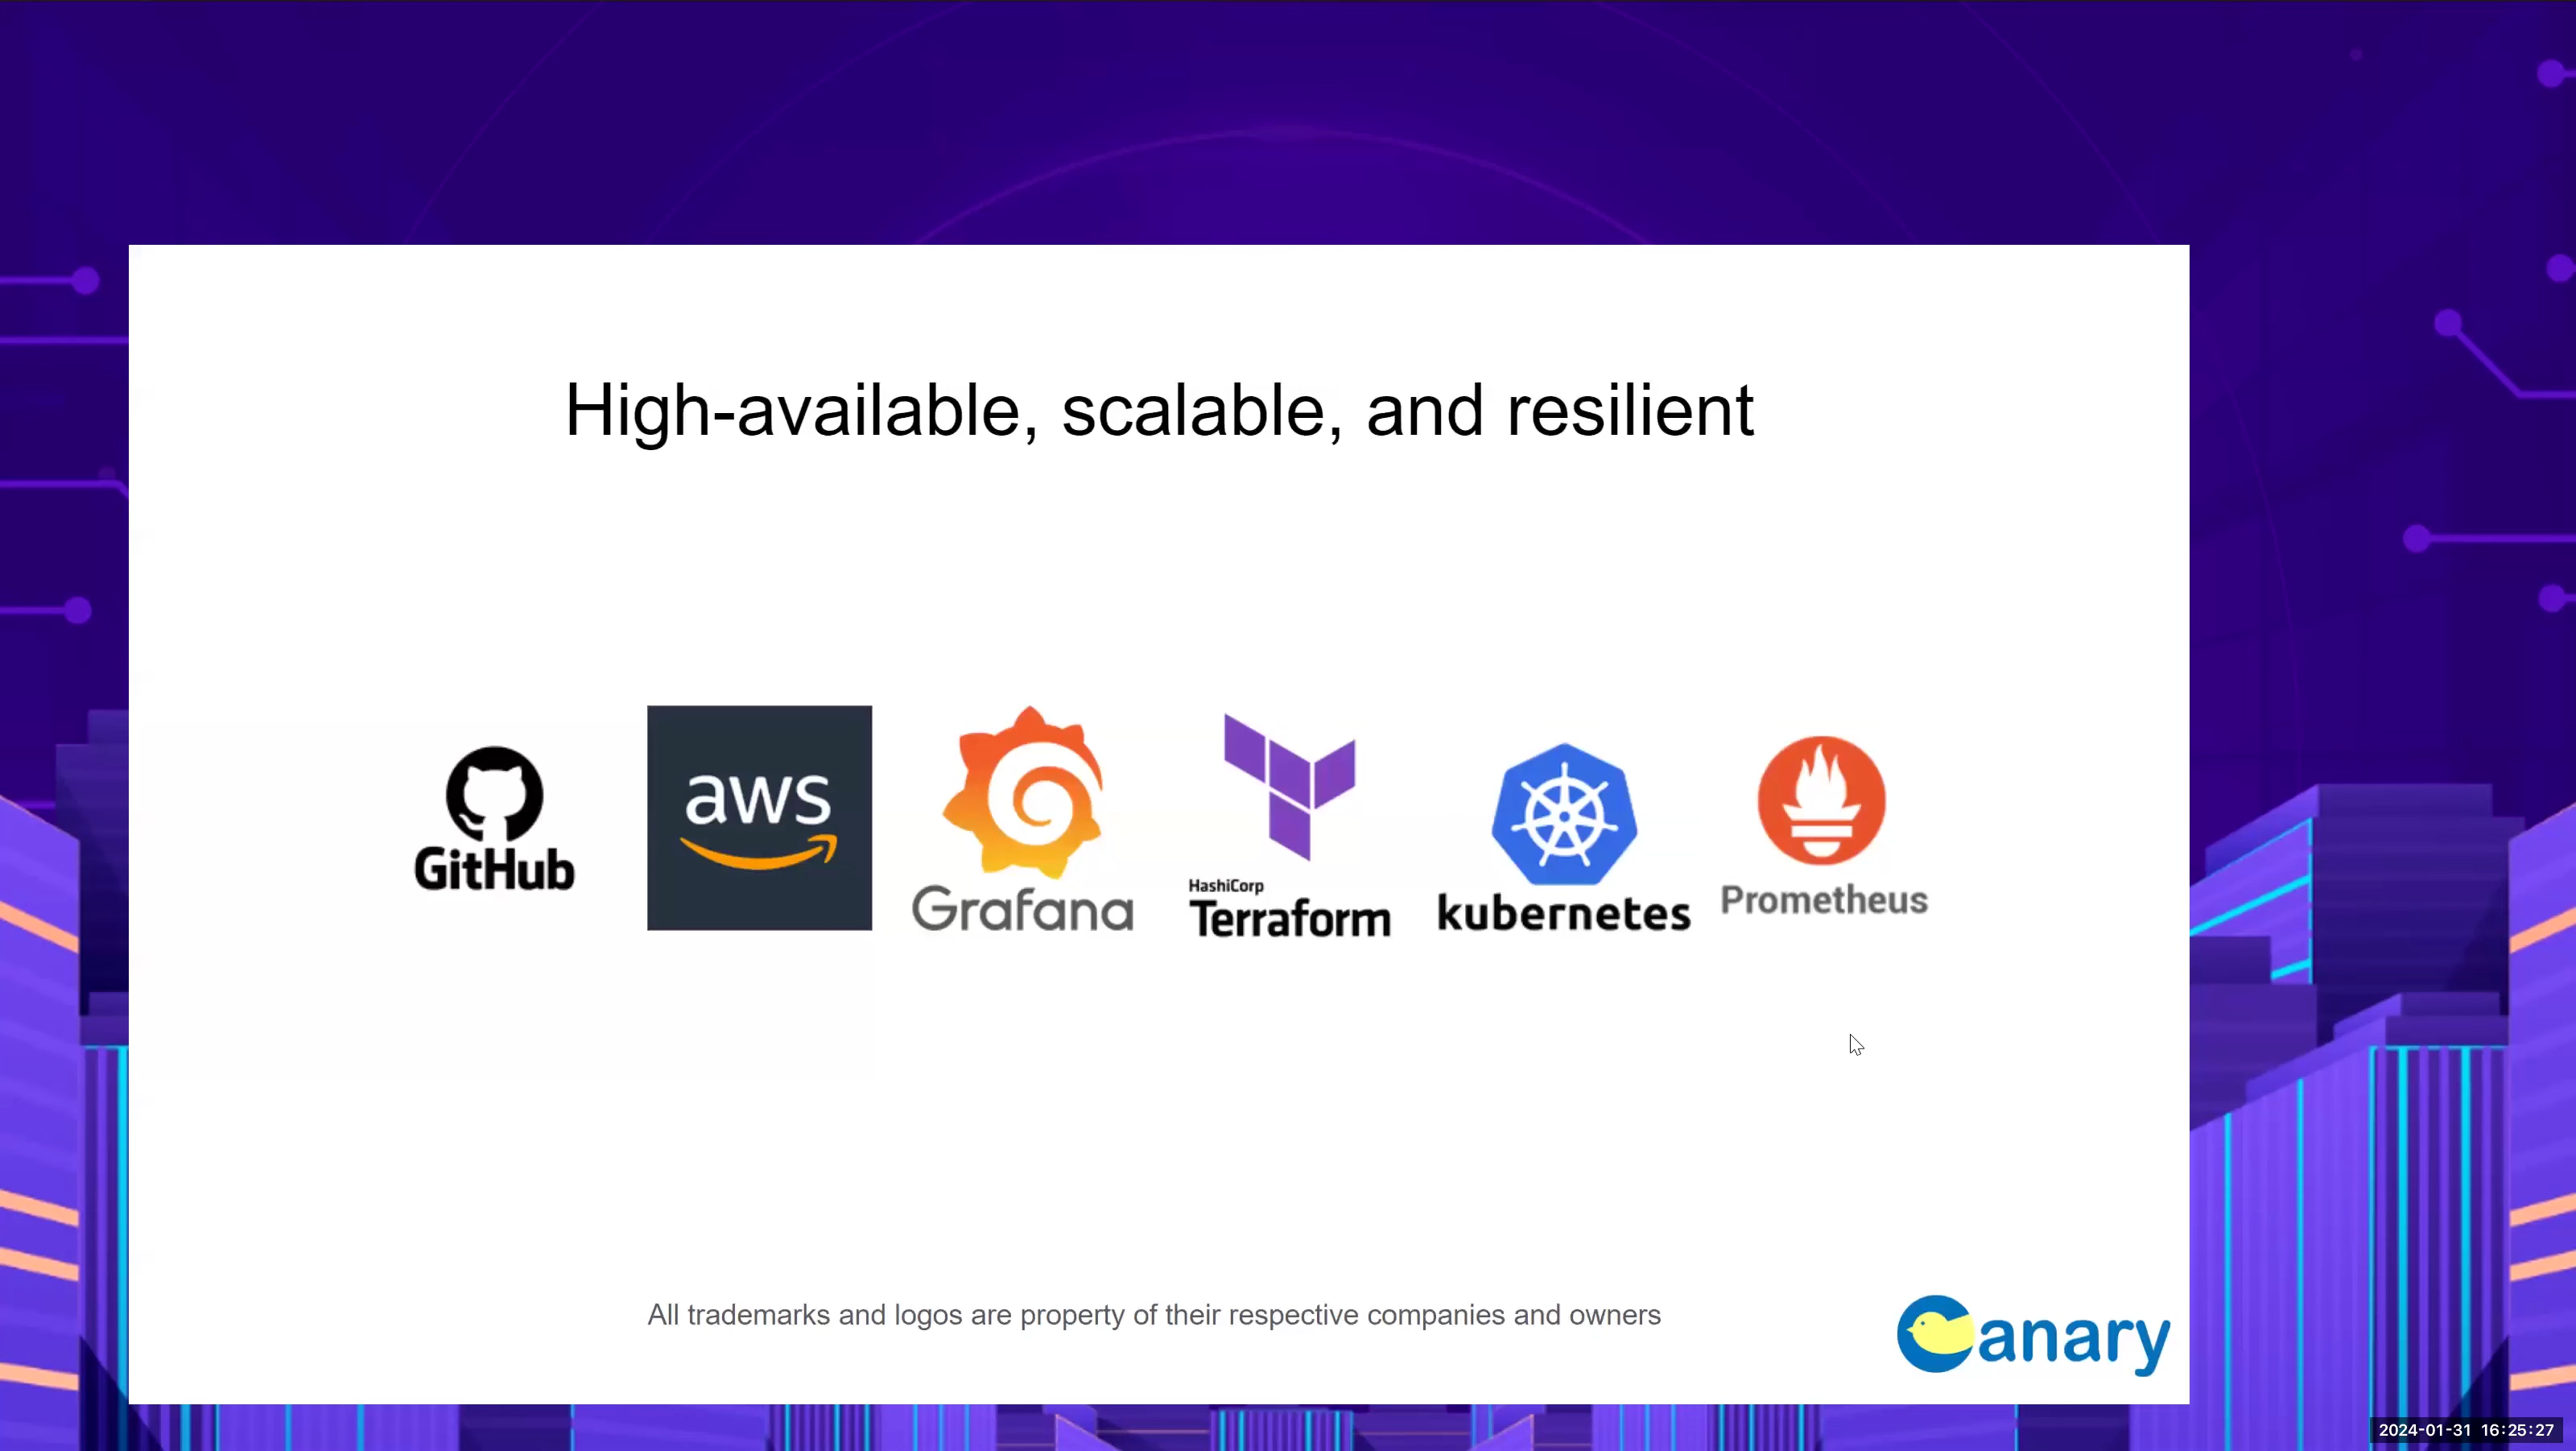 High-available, scalable, and resilient
GitHub
aws
Grafana
HashiCorp
Terraform
kubernetes
Prometheus
All trademarks and logos are property of their respective companies and owners
Canary
2024-01-31 16:25:27